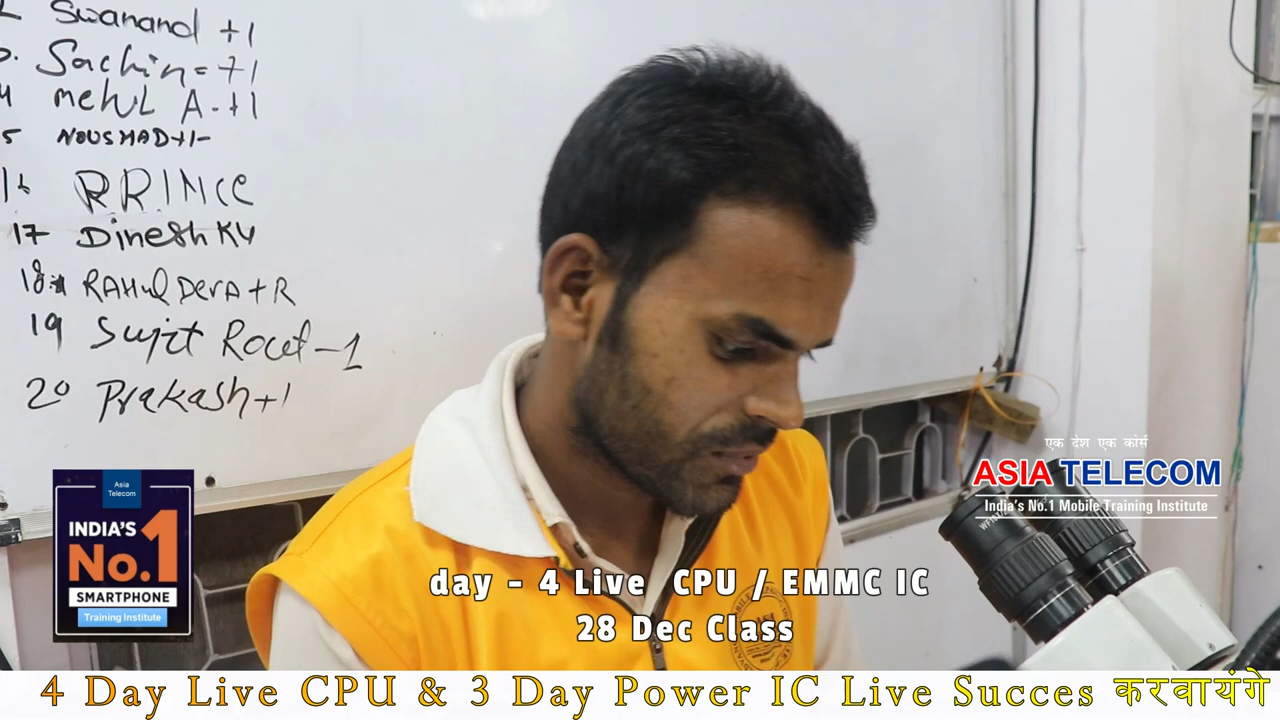 Swanand +1
Sachin = +1
Mehul A- +1
NOUSHAD +1-
PRINCE
17 Dinesh Ku
18 RAHUL DerA + R
19 Sujit Rout -1
20 Prakash +1
Asia
Telecom
INDIA'S
No.1
SMARTPHONE
Training Institute
एक देश एक कोर्स
ASIA TELECOM
India's No.1 Mobile Training Institute
day - 4 Live CPU / EMMC IC
28 Dec Class
4 Day Live CPU & 3 Day Power IC Live Succes करवायंगे